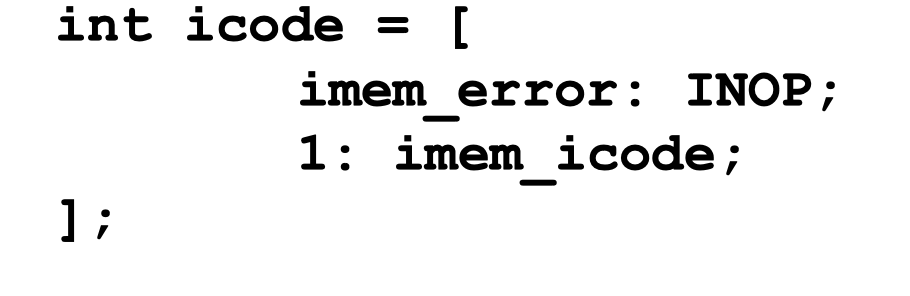 int icode = [
        imem_error: INOP;
        1: imem_icode;
];